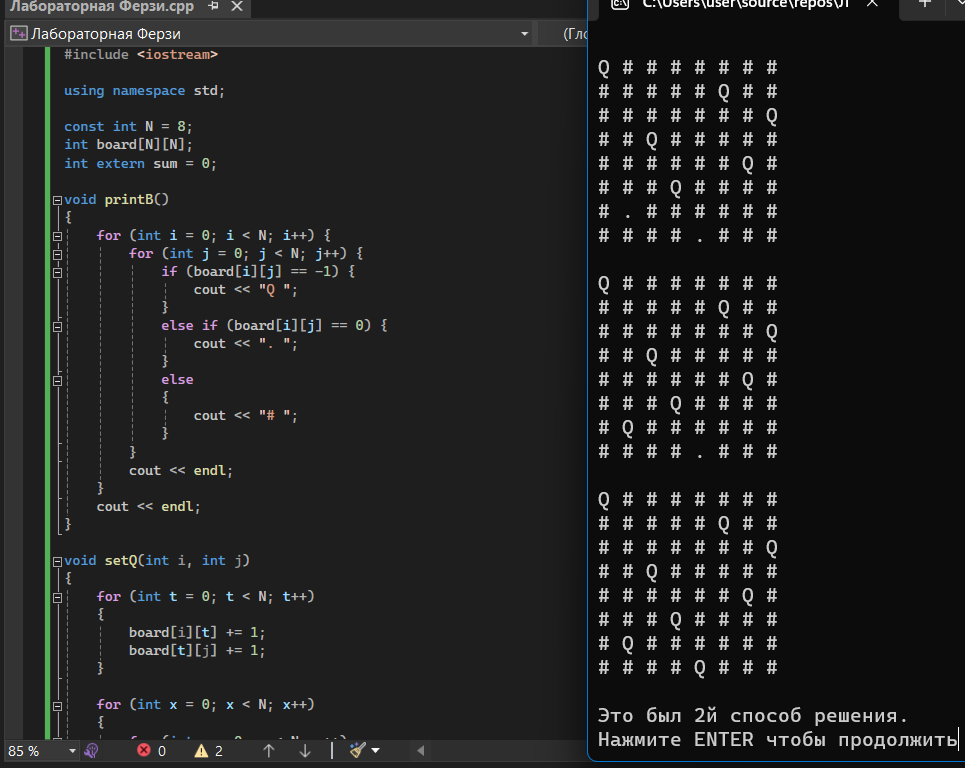 Лабораторная Ферзи.cpp
Лабораторная Ферзи
(Гло
#include <iostream>
using namespace std;
const int N = 8;
int board[N][N];
int extern sum = 0;
void printB()
{
for (int i = 0; i < N; i++) {
for (int j = 0; j < N; j++) {
if (board[i][j] == -1) {
cout << "Q ";
}
else if (board[i][j] == 0) {
cout << ". ";
}
else
{
cout << "# ";
}
}
cout << endl;
}
cout << endl;
}
void setQ(int i, int j)
{
for (int t = 0; t < N; t++)
{
board[i][t] += 1;
board[t][j] += 1;
}
for (int x = 0; x < N; x++)
{
85 %
0
2
C:\Users\user\source\repos\Л
Q # # # # # # #
# # # # # Q # #
# # # # # # # Q
# # Q # # # # #
# # # # # # Q #
# # # Q # # # #
# . # # # # # #
# # # # . # # #
Q # # # # # # #
# # # # # Q # #
# # # # # # # Q
# # Q # # # # #
# # # # # # Q #
# # # Q # # # #
# Q # # # # # #
# # # # . # # #
Q # # # # # # #
# # # # # Q # #
# # # # # # # Q
# # Q # # # # #
# # # # # # Q #
# # # Q # # # #
# Q # # # # # #
# # # # Q # # #
Это был 2й способ решения.
Нажмите ENTER чтобы продолжить